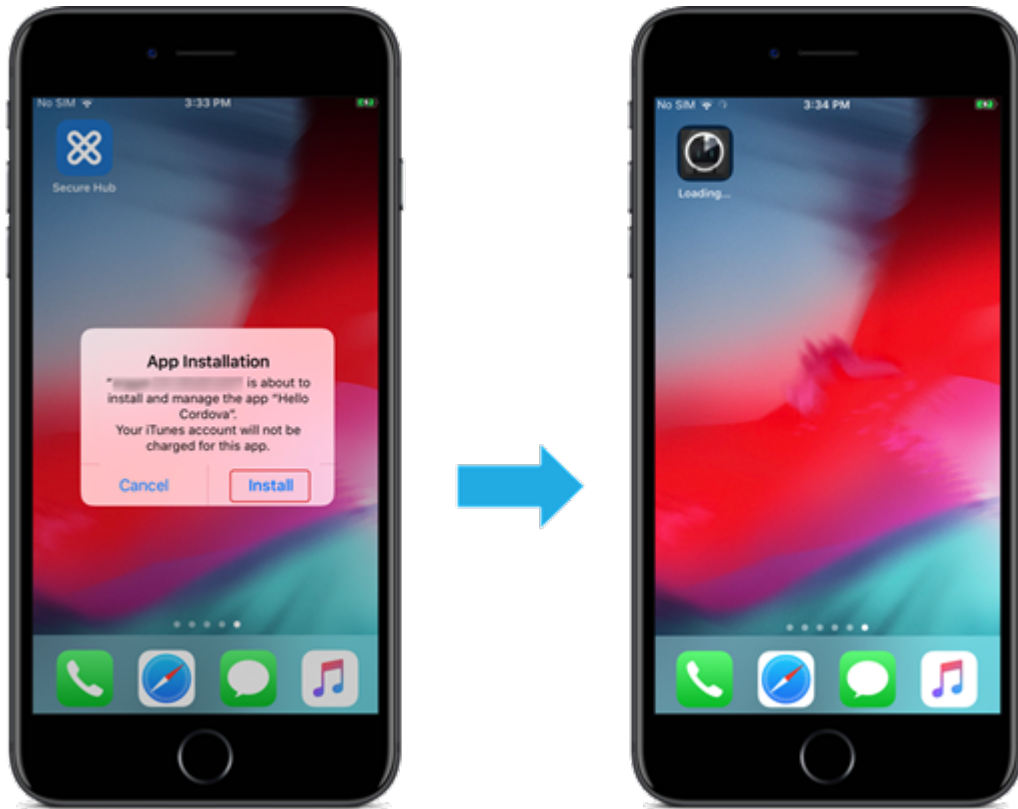 No SIM 3:33 PM
Secure Hub
App Installation
" is about to
install and manage the app "Hello
Cordova".
Your iTunes account will not be
charged for this app.
Cancel Install
No SIM 3:34 PM
Loading...